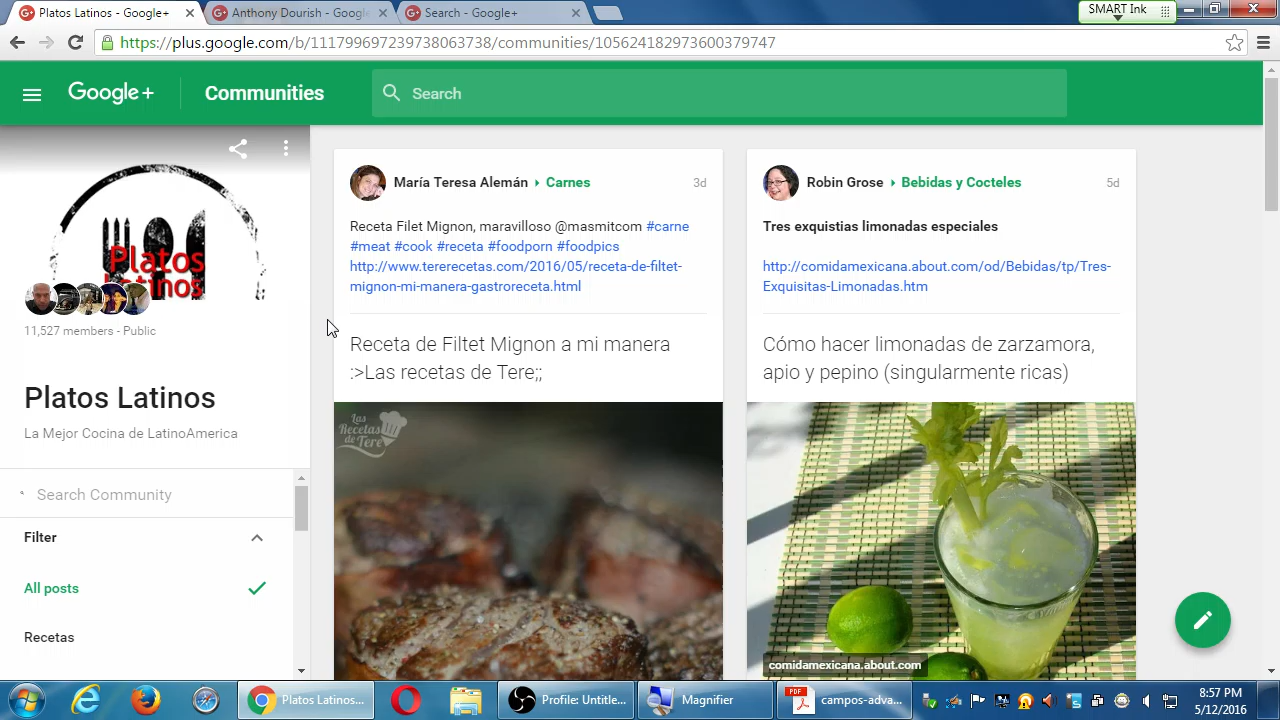 Platos Latinos - Google+
Anthony Dourish - Google
Search - Google+
SMART Ink
https://plus.google.com/b/111799697239738063738/communities/105624182973600379747
Google+
Communities
Search
Platos
Latinos
11,527 members - Public
Platos Latinos
La Mejor Cocina de LatinoAmerica
Search Community
Filter
All posts
Recetas
María Teresa Alemán
Carnes
3d
Receta Filet Mignon, maravilloso @masmitcom #carne
#meat #cook #receta #foodporn #foodpics
http://www.tererecetas.com/2016/05/receta-de-filtet-
mignon-mi-manera-gastroreceta.html
Receta de Filtet Mignon a mi manera
:>Las recetas de Tere;;
Las
Recetas
de Tere
Robin Grose
Bebidas y Cocteles
5d
Tres exquistias limonadas especiales
http://comidamexicana.about.com/od/Bebidas/tp/Tres-
Exquisitas-Limonadas.htm
Cómo hacer limonadas de zarzamora,
apio y pepino (singularmente ricas)
comidamexicana.about.com
Platos Latinos...
Profile: Untitle...
Magnifier
PDF
campos-adva...
8:57 PM
5/12/2016